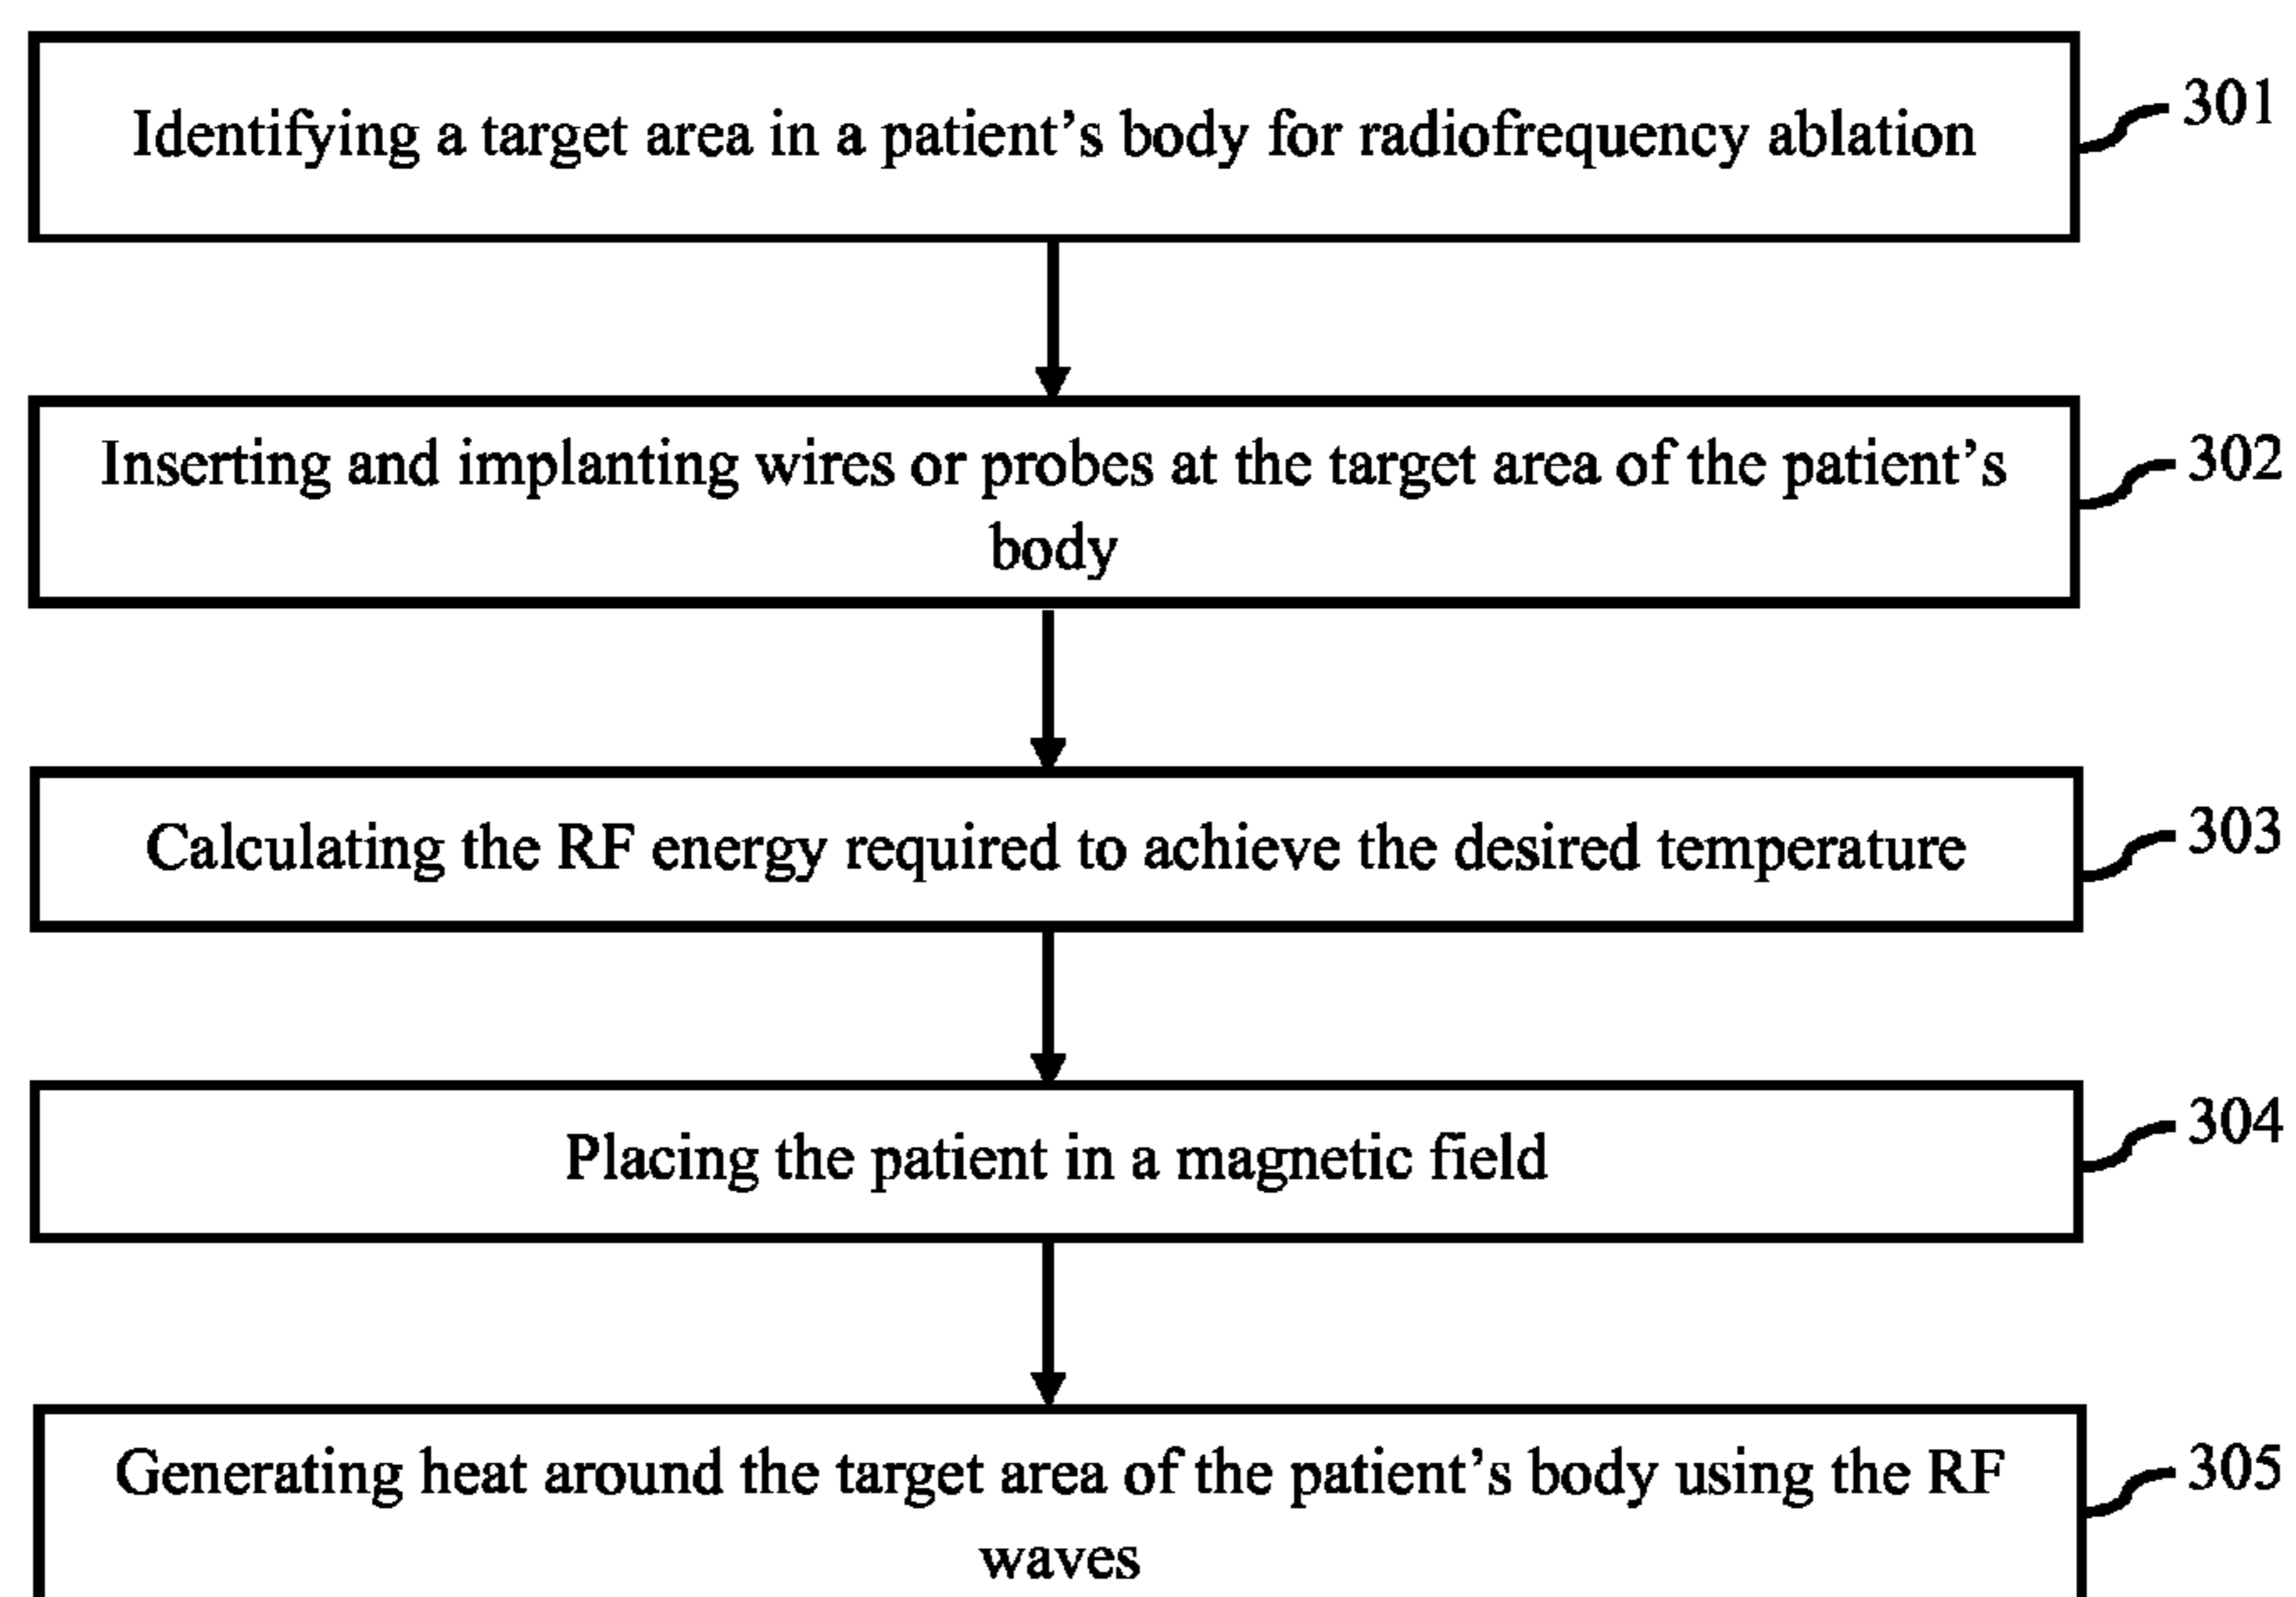 Identifying a target area in a patient's body for radiofrequency ablation
301
Inserting and implanting wires or probes at the target area of the patient's
body
302
Calculating the RF energy required to achieve the desired temperature
303
Placing the patient in a magnetic field
304
Generating heat around the target area of the patient's body using the RF
waves
305